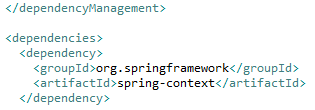 </dependencyManagement>
<dependencies>
<dependency>
<groupId>org.springframework</groupId>
<artifactId>spring-context</artifactId>
</dependency>